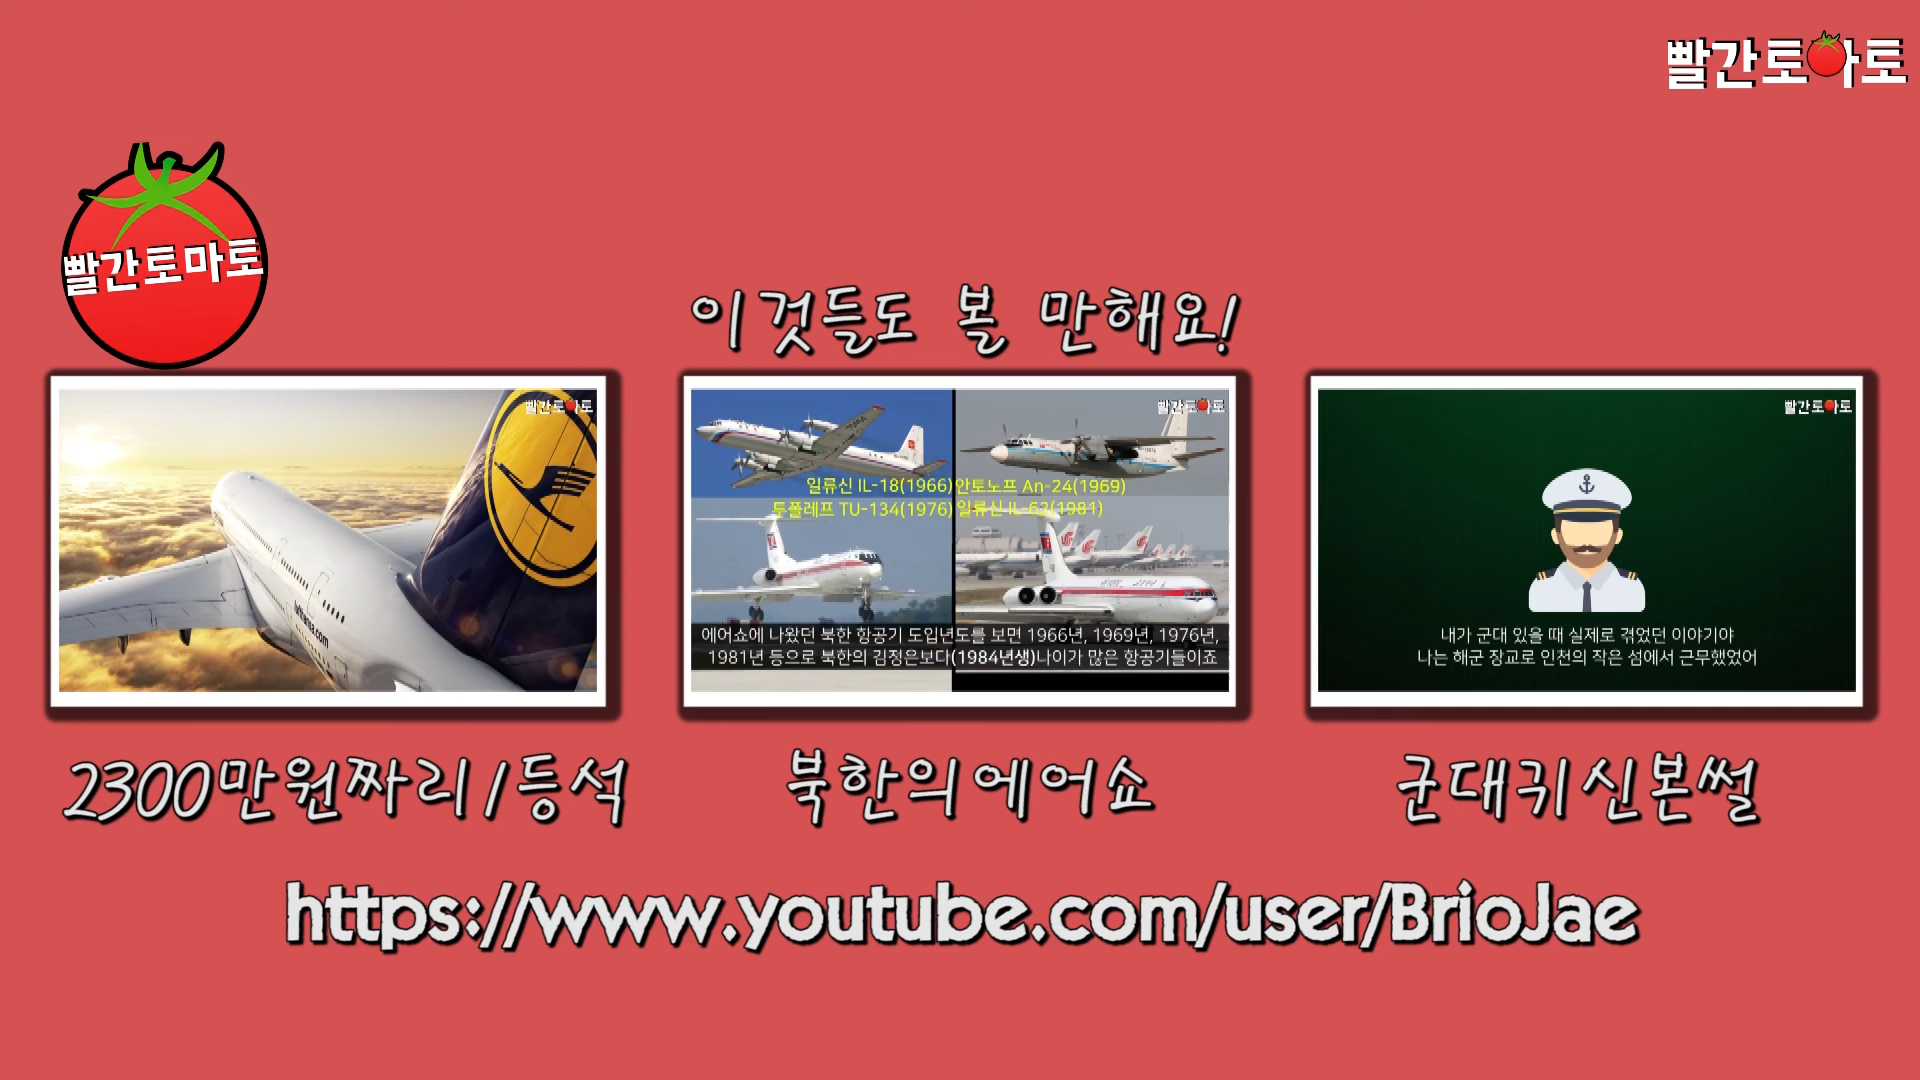 빨간토마토
빨간토마토
이것들도 볼 만해요!
빨간토마토
lufthansa.com
빨간토마토
일류신 IL-18(1966) 안토노프 An-24(1969)
투폴레프 TU-134(1976) 일류신 IL-62(1981)
에어쇼에 나왔던 북한 항공기 도입년도를 보면 1966년, 1969년, 1976년,
1981년 등으로 북한의 김정은보다(1984년생)나이가 많은 항공기들이죠
빨간토마토
내가 군대 있을 때 실제로 겪었던 이야기야
나는 해군 장교로 인천의 작은 섬에서 근무했었어
2300만원짜리 1등석
북한의에어쇼
군대귀신본썰
https://www.youtube.com/user/BrioJae